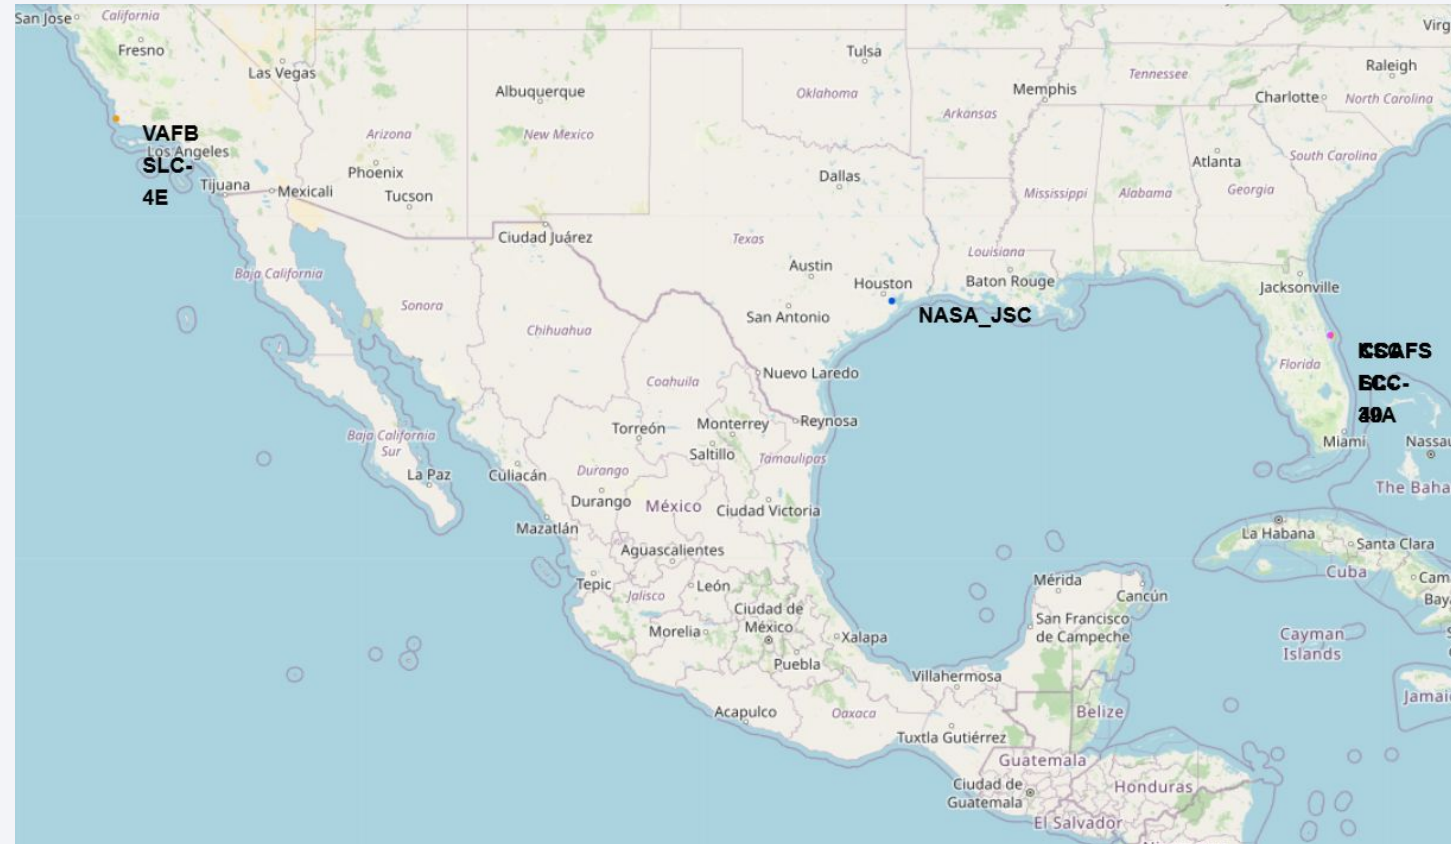 San Jose
California
Fresno
Las Vegas
VAFB
SLC-
4E
Los Angeles
Tijuana
Mexicali
Arizona
Phoenix
Tucson
Albuquerque
New Mexico
Tulsa
Oklahoma
Memphis
Arkansas
Tennessee
Raleigh
Charlotte
North Carolina
Atlanta
South Carolina
Mississippi
Alabama
Georgia
Dallas
Ciudad Juárez
Texas
Louisiana
Austin
Houston
Baton Rouge
Jacksonville
San Antonio
NASA_JSC
Florida
Miami
Nassau
The Baha
Baja California
Sonora
Chihuahua
Coahuila
Nuevo Laredo
Torreón
Monterrey
Reynosa
Saltillo
Tamaulipas
Baja California
Sur
La Paz
Culiacán
Durango
Durango
México
Ciudad Victoria
Mazatlán
Aguascalientes
La Habana
Santa Clara
Cuba
Cam
Bay
Tepic
Jalisco
León
Ciudad de
México
Morelia
Puebla
Xalapa
Mérida
Cancún
San Francisco
de Campeche
Cayman
Islands
Jamai
Villahermosa
Acapulco
Oaxaca
Tuxtla Gutiérrez
Belize
Guatemala
Ciudad de
Guatemala
Honduras
El Salvador